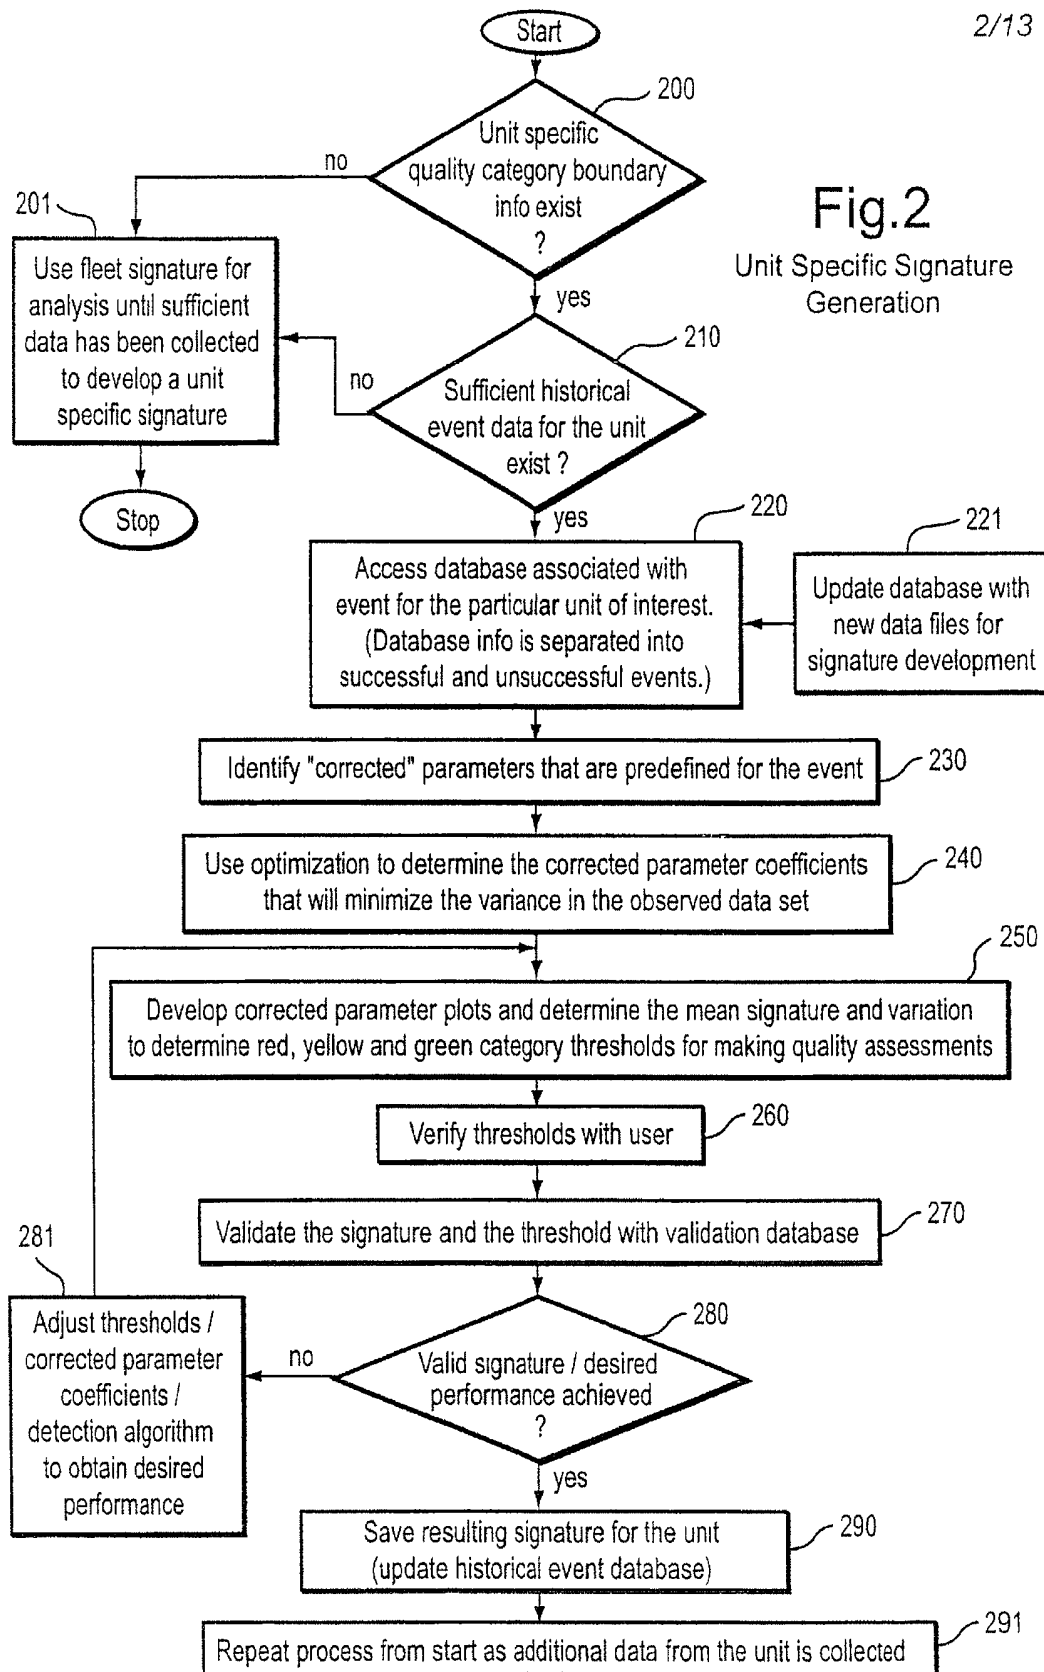 2/13
Start
200
Unit specific
quality category boundary
info exist
?
no
yes
Fig.2
Unit Specific Signature
Generation
201
Use fleet signature for
analysis until sufficient
data has been collected
to develop a unit
specific signature
Stop
210
Sufficient historical
event data for the unit
exist ?
no
yes
220
Access database associated with
event for the particular unit of interest.
(Database info is separated into
successful and unsuccessful events.)
221
Update database with
new data files for
signature development
Identify "corrected" parameters that are predefined for the event
230
Use optimization to determine the corrected parameter coefficients
that will minimize the variance in the observed data set
240
250
Develop corrected parameter plots and determine the mean signature and variation
to determine red, yellow and green category thresholds for making quality assessments
Verify thresholds with user
260
Validate the signature and the threshold with validation database
270
280
Valid signature / desired
performance achieved
?
no
yes
281
Adjust thresholds /
corrected parameter
coefficients /
detection algorithm
to obtain desired
performance
Save resulting signature for the unit
(update historical event database)
290
Repeat process from start as additional data from the unit is collected
291